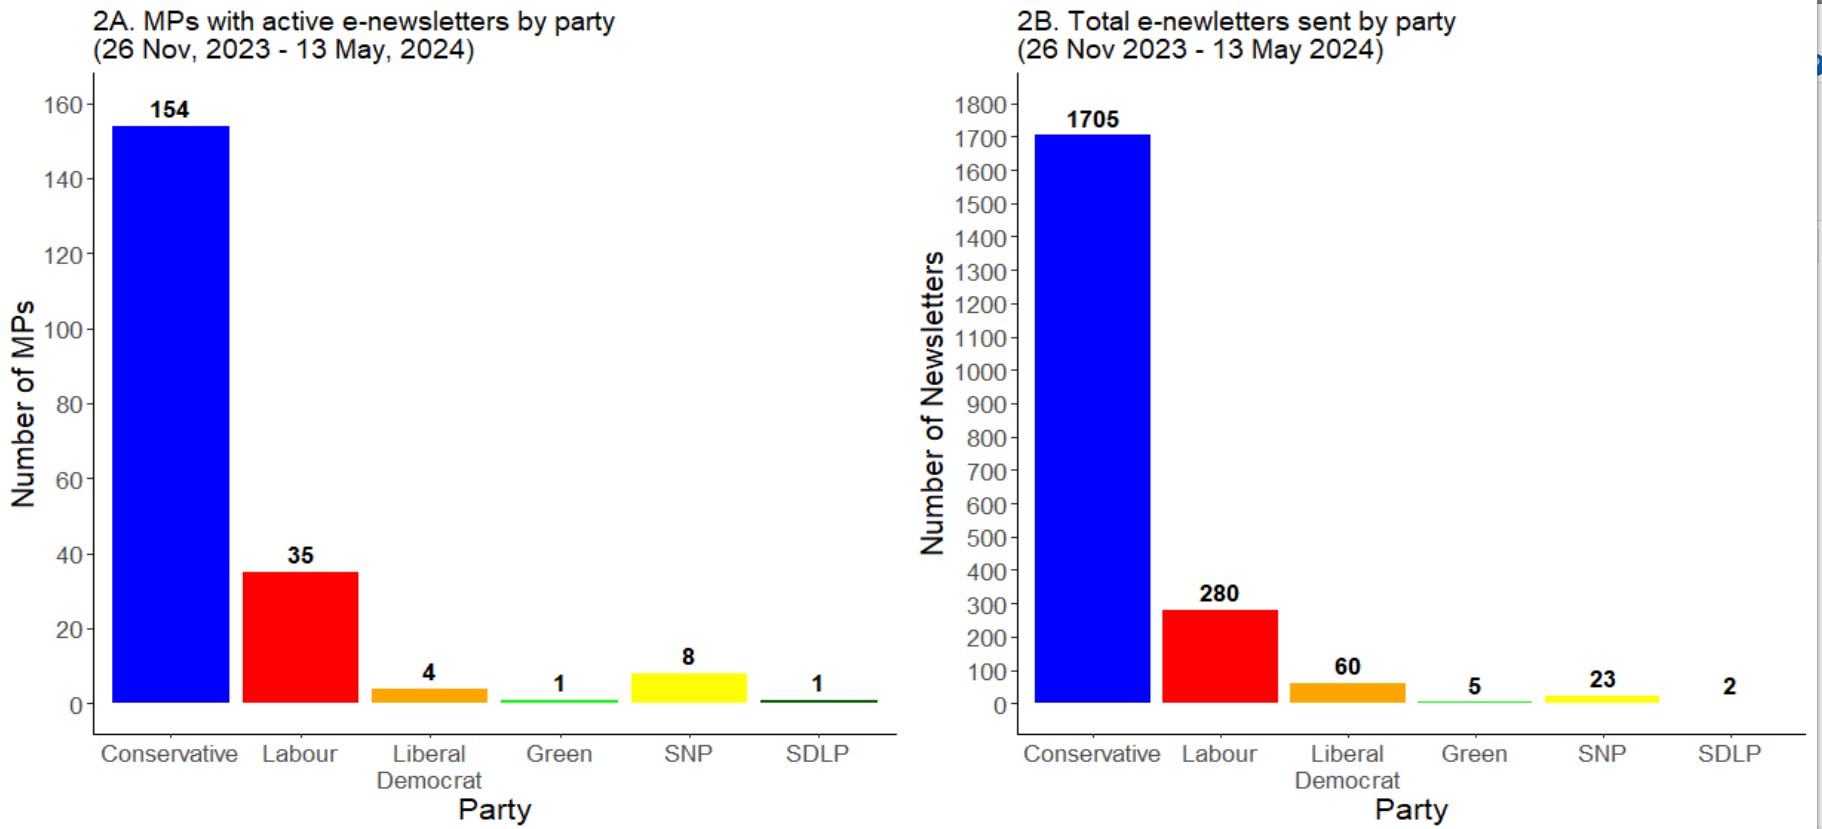 2A. MPs with active e-newsletters by party
(26 Nov, 2023 - 13 May, 2024)
Number of MPs
160
140
120
100
80
60
40
20
0
154
35
4
1
8
1
Conservative
Labour
Liberal
Democrat
Green
SNP
SDLP
Party
2B. Total e-newletters sent by party
(26 Nov 2023 - 13 May 2024)
Number of Newsletters
1800
1700
1600
1500
1400
1300
1200
1100
1000
900
800
700
600
500
400
300
200
100
0
1705
280
60
5
23
2
Conservative
Labour
Liberal
Democrat
Green
SNP
SDLP
Party